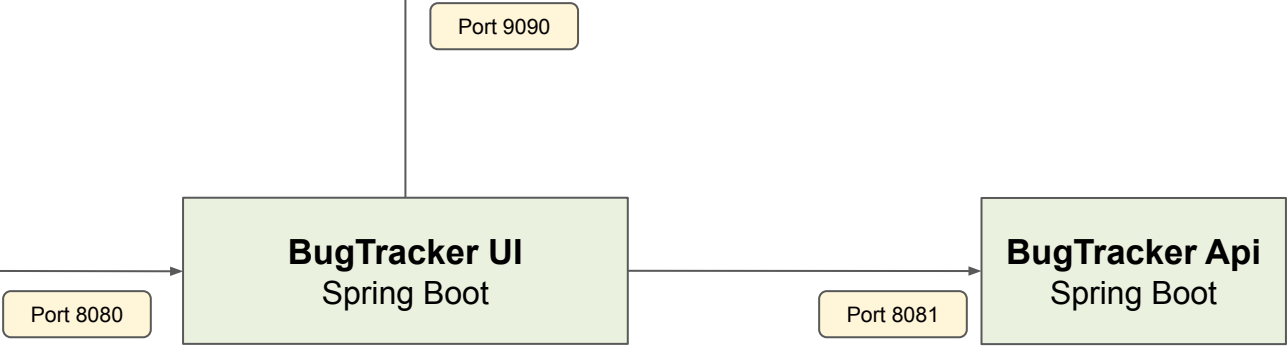 Port 9090
BugTracker UI
Spring Boot
BugTracker Api
Spring Boot
Port 8080
Port 8081